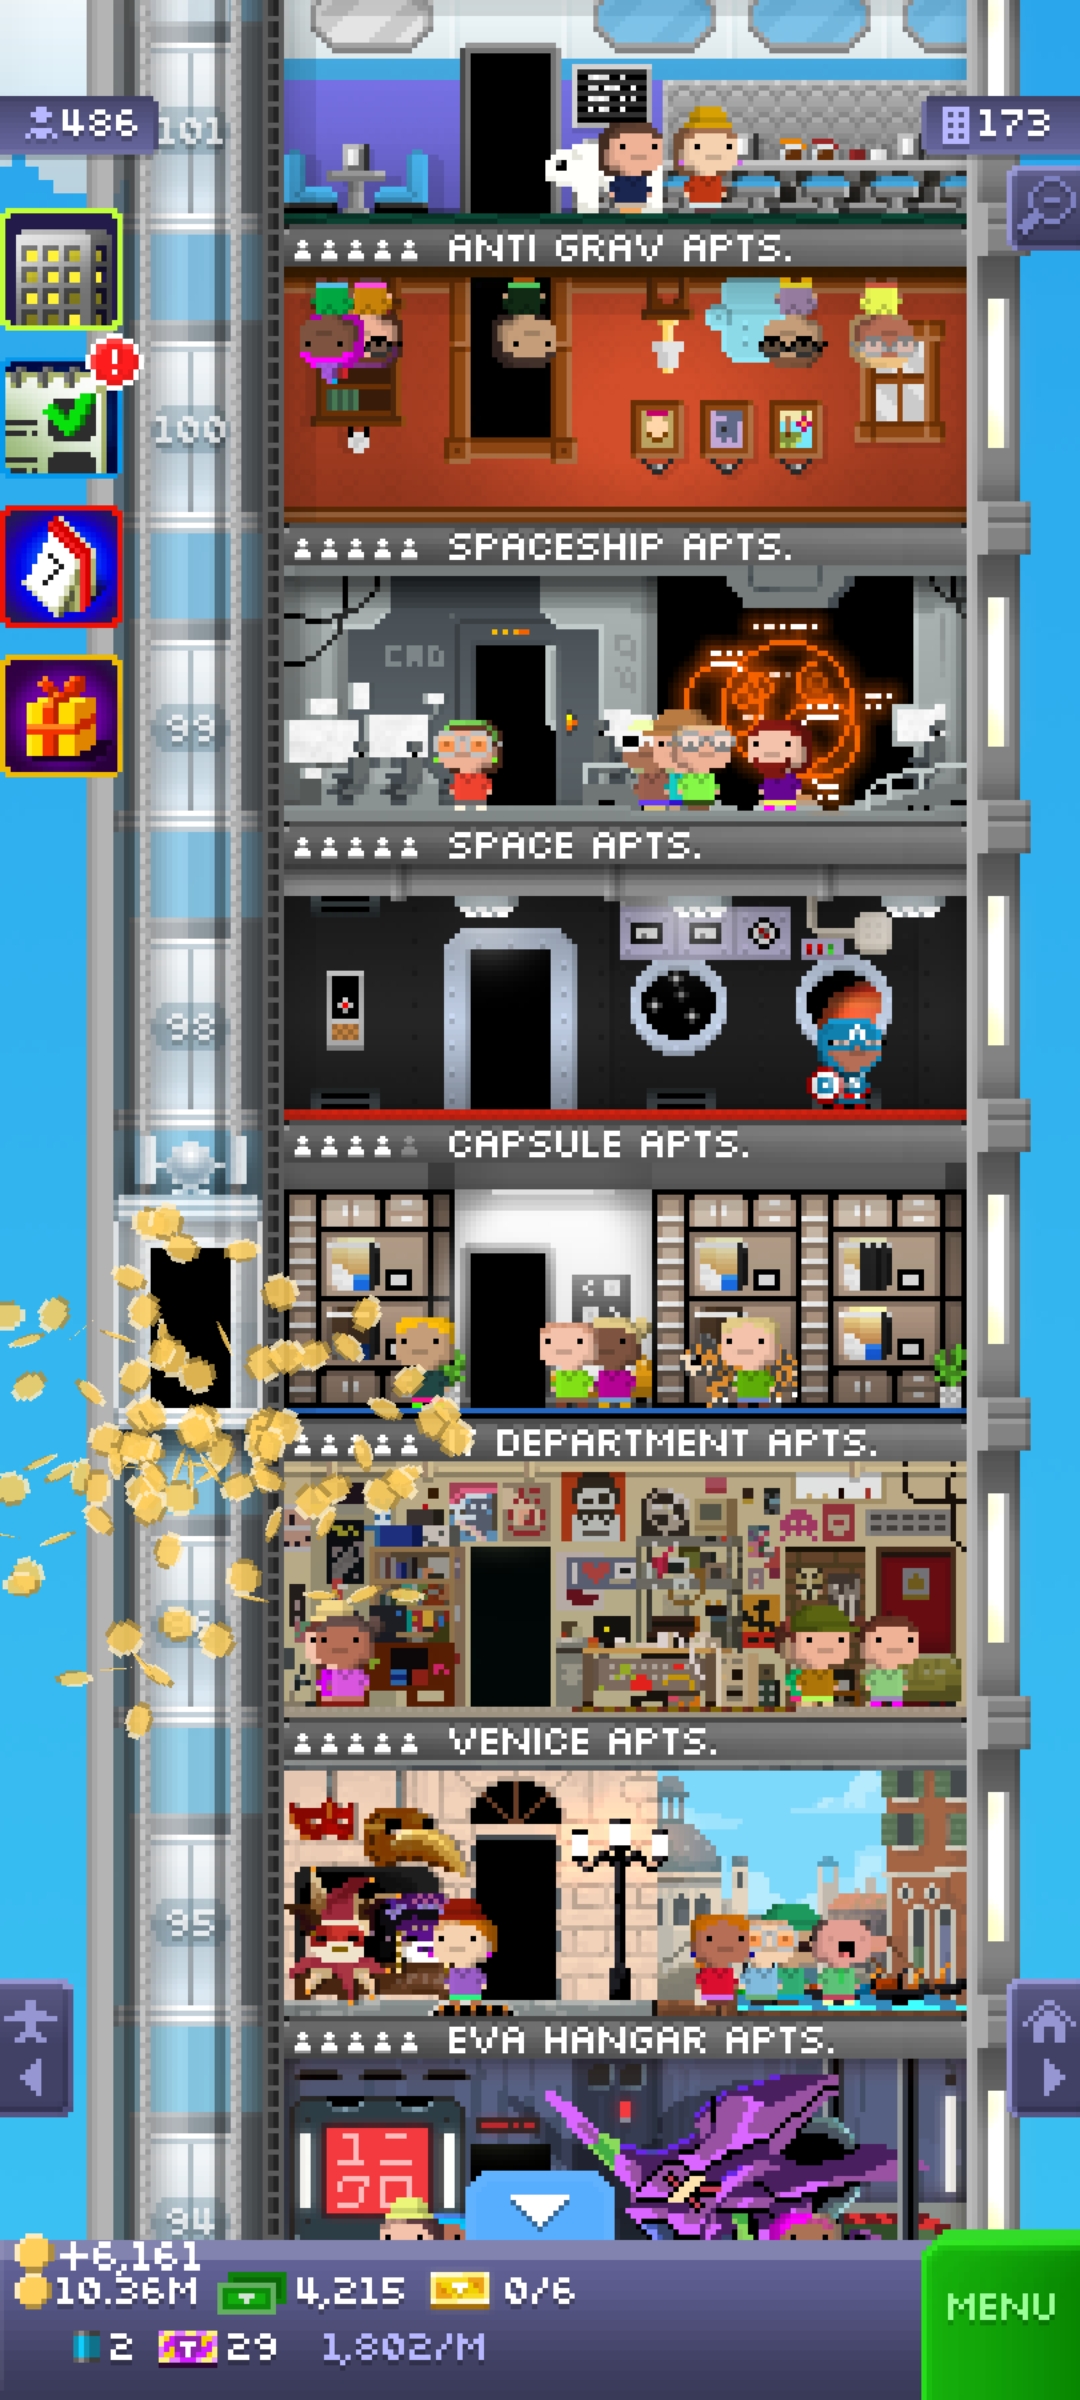 486
101
173
ANTI GRAV APTS.
100
SPACESHIP APTS.
CMD
99
SPACE APTS.
98
CAPSULE APTS.
DEPARTMENT APTS.
VENICE APTS.
95
EVA HANGAR APTS.
94
+6,161
10.36M
4,215
0/6
MENU
2
29
1,802/M